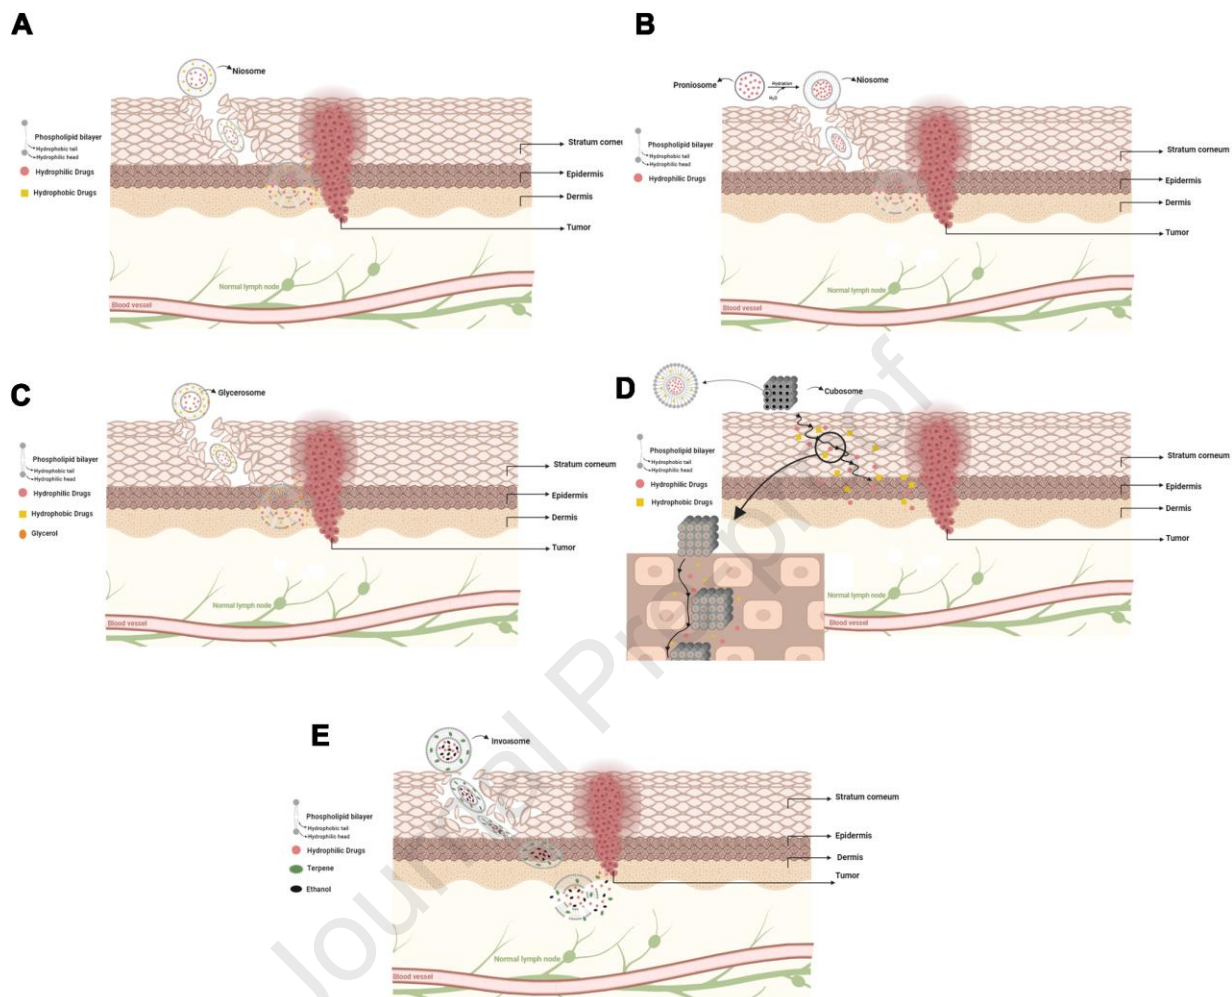 A
Niosome
Phospholipid bilayer
Hydrophobic tail
Hydrophilic head
Hydrophilic Drugs
Hydrophobic Drugs
Stratum corne
Epidermis
Dermis
Tumor
Normal lymph node
Blood vessel
B
Proniosome
Hydration
H₂O
Niosome
Phospholipid bilayer
Hydrophobic tail
Hydrophilic head
Hydrophilic Drugs
Stratum corneum
Epidermis
Dermis
Tumor
Normal lymph node
Blood vessel
C
Glycerosome
Phospholipid bilayer
Hydrophobic tail
Hydrophilic head
Hydrophilic Drugs
Hydrophobic Drugs
Glycerol
Stratum corneum
Epidermis
Dermis
Tumor
Normal lymph node
Blood vessel
D
Cubosome
Phospholipid bilayer
Hydrophobic tail
Hydrophilic head
Hydrophilic Drugs
Hydrophobic Drugs
Stratum corneum
Epidermis
Dermis
Tumor
Normal lymph node
Blood vessel
E
Invoisome
Phospholipid bilayer
Hydrophobic tail
Hydrophilic head
Hydrophilic Drugs
Terpene
Ethanol
Stratum corneum
Epidermis
Dermis
Tumor
Normal lymph node
Blood vessel
Journal Pre-proof